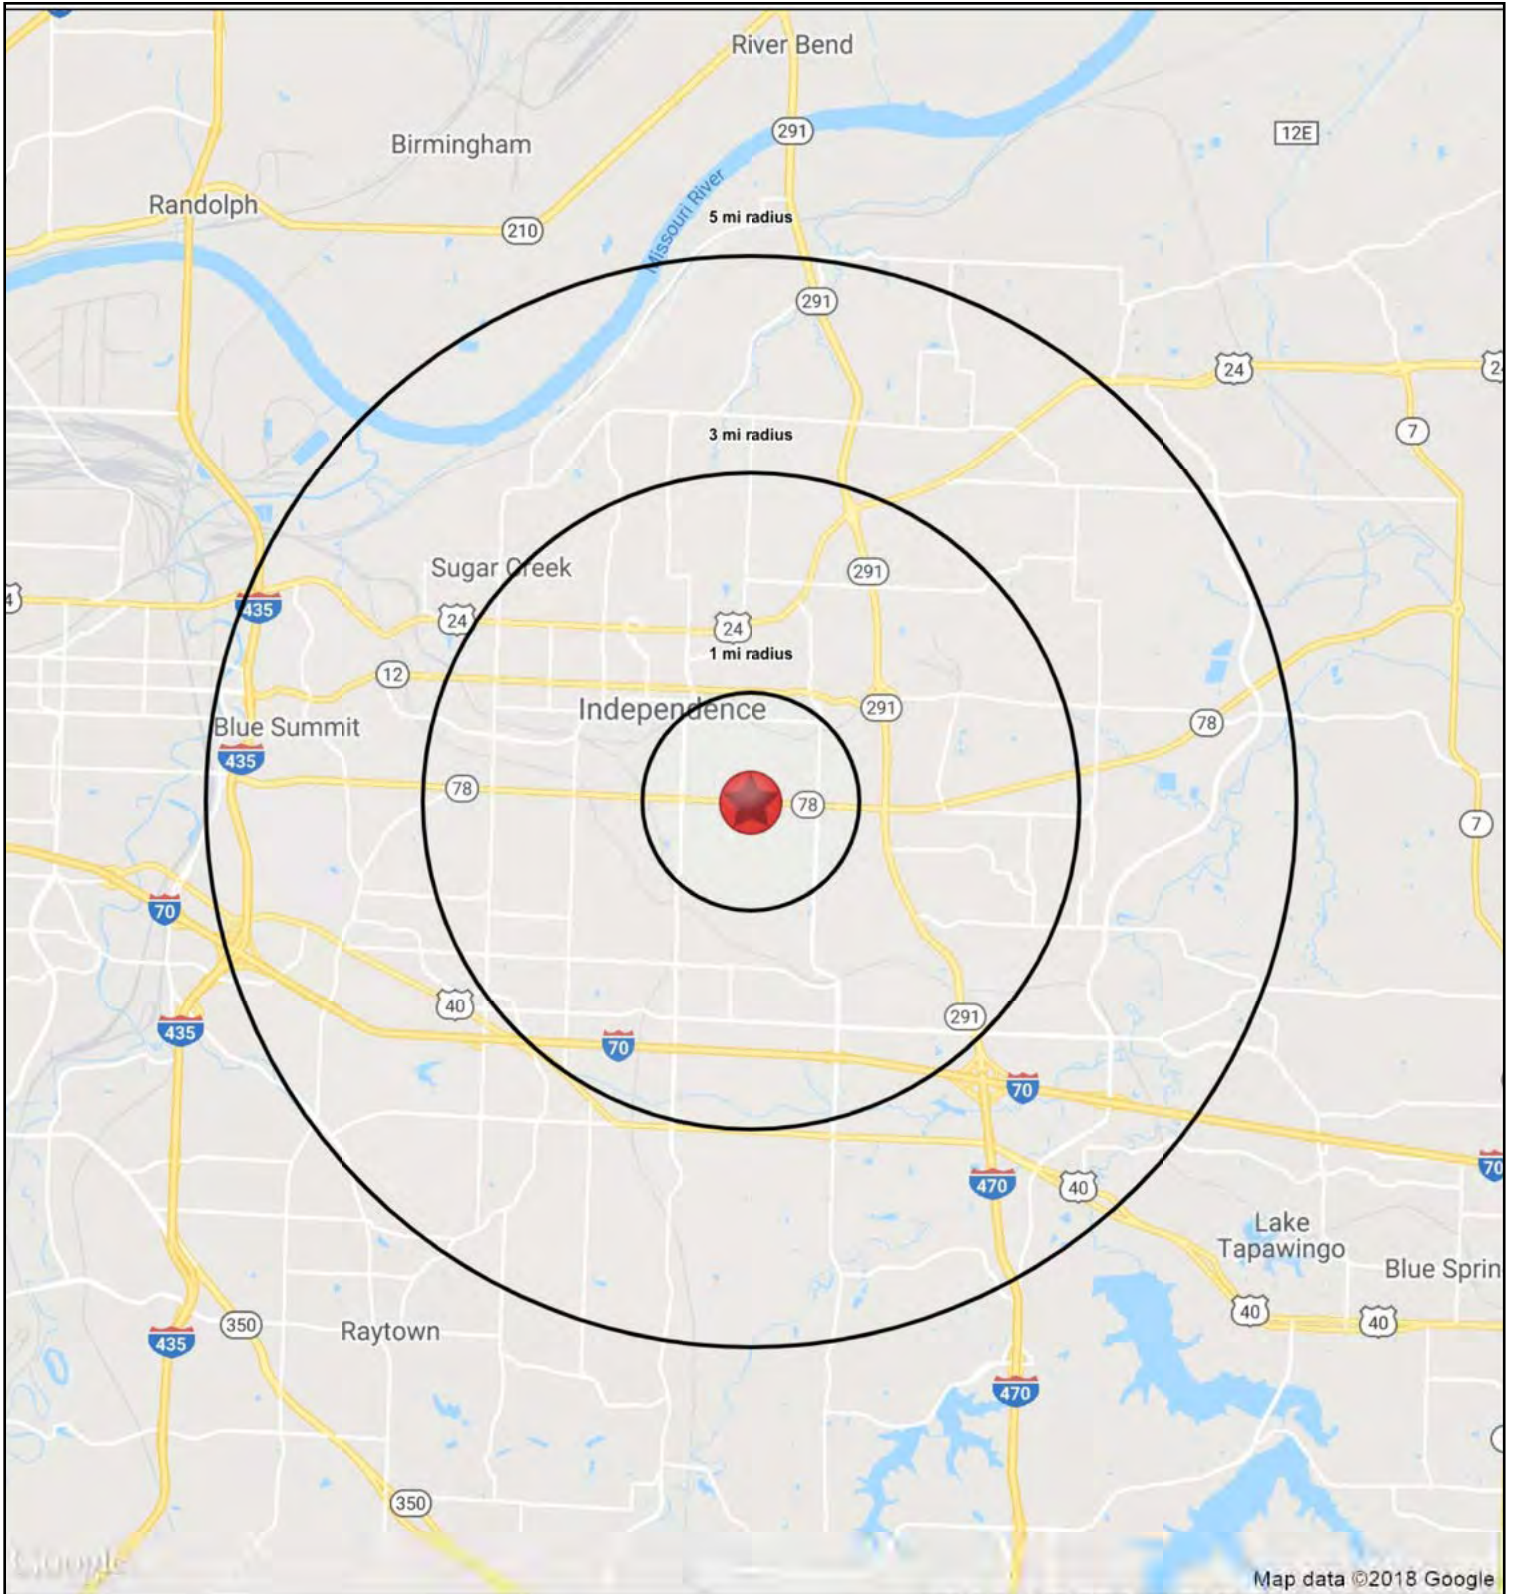 River Bend
291
12E
Birmingham
Missouri River
Randolph
5 mi radius
210
291
24
7
3 mi radius
Sugar Creek
291
435
24
24
1 mi radius
12
Independence
291
78
Blue Summit
435
78
78
7
70
40
291
435
70
70
70
470
40
Lake
Tapawingo
Blue Sprin
40
40
350
Raytown
435
470
350
Google
Map data ©2018 Google